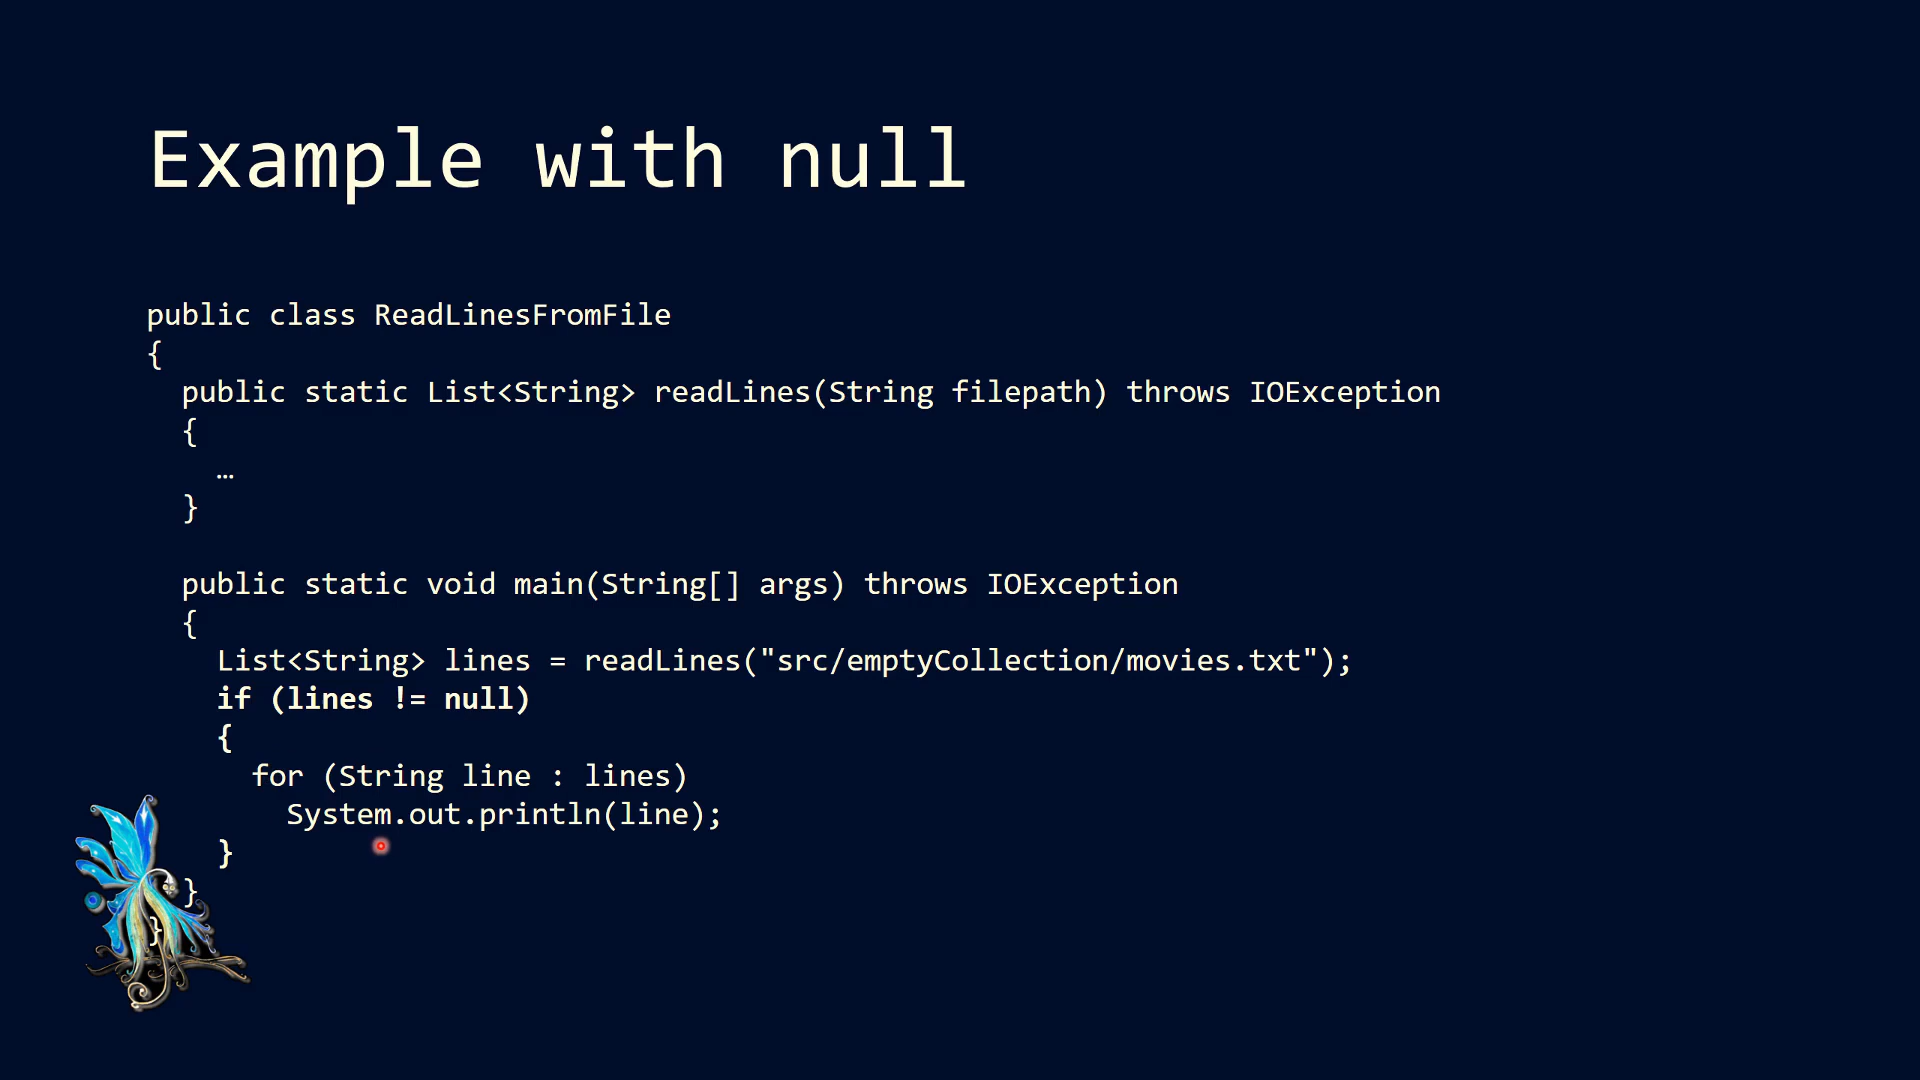 Example with null
public class ReadLinesFromFile
{
  public static List<String> readLines(String filepath) throws IOException
  {
    …
  }

  public static void main(String[] args) throws IOException
  {
    List<String> lines = readLines("src/emptyCollection/movies.txt");
    if (lines != null)
    {
      for (String line : lines)
        System.out.println(line);
    }
  }
}